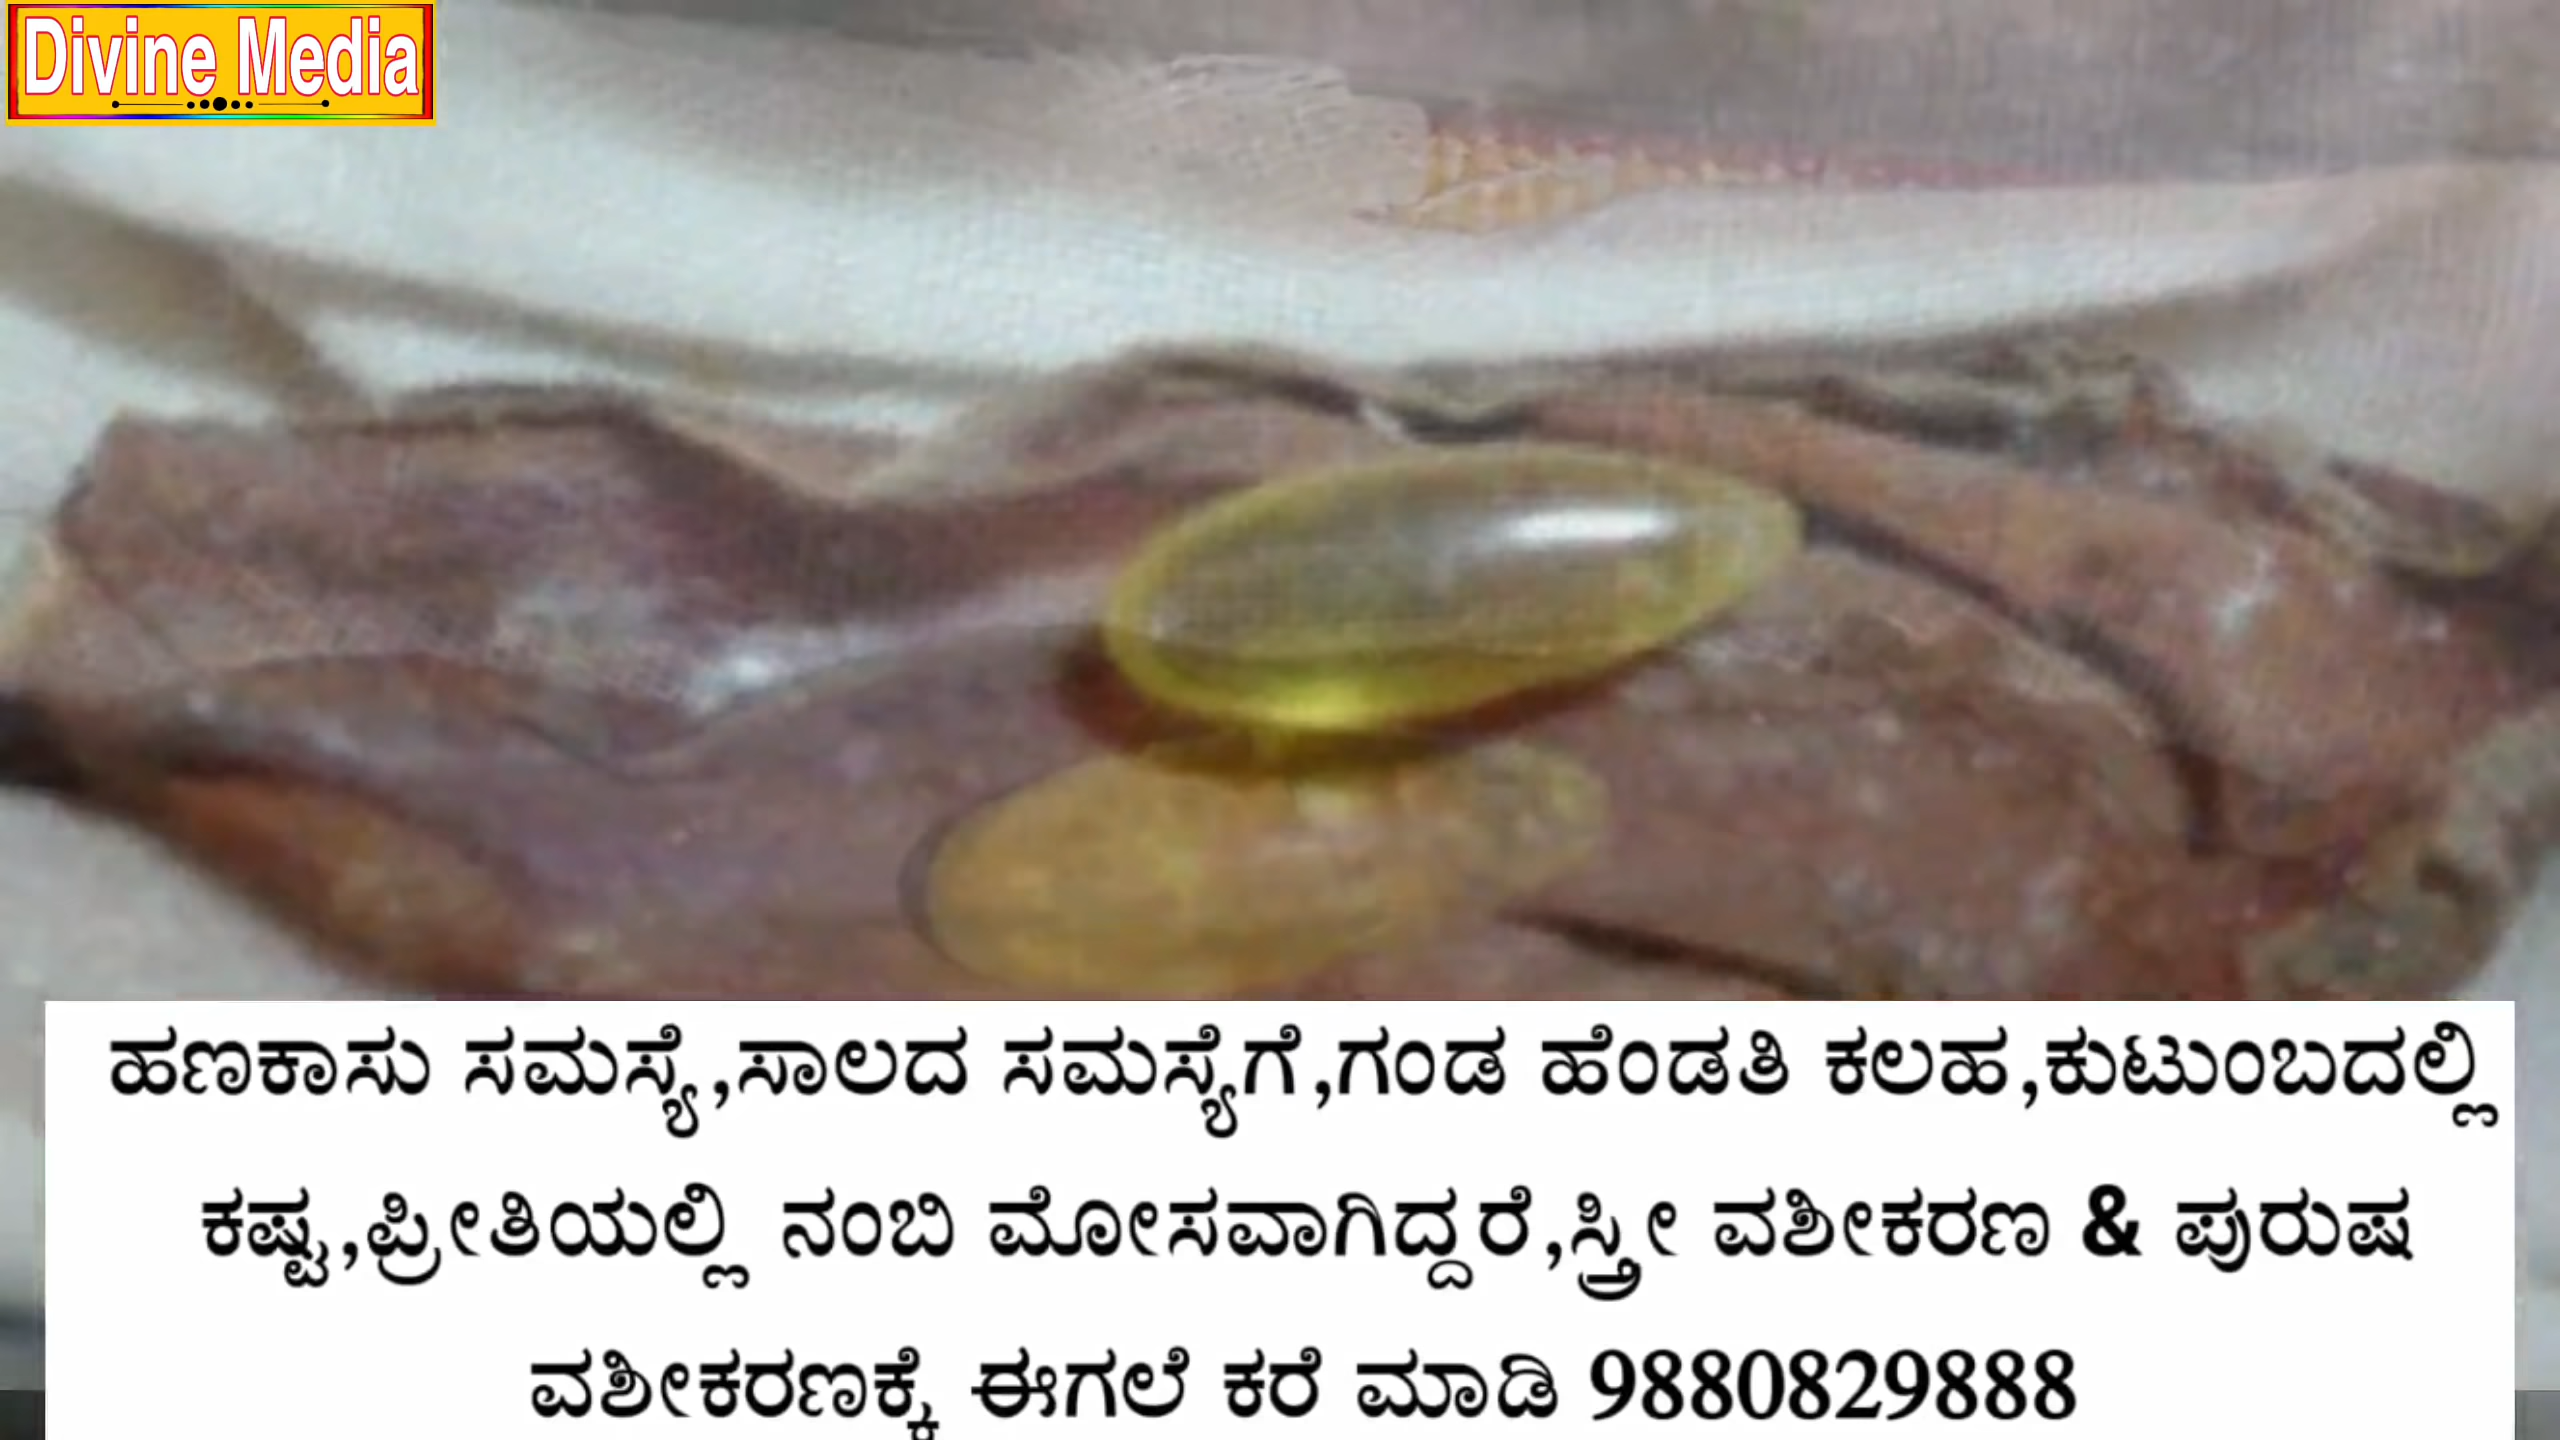 Divine Media
ಹಣಕಾಸು ಸಮಸ್ಯೆ,ಸಾಲದ ಸಮಸ್ಯೆಗೆ,ಗಂಡ ಹೆಂಡತಿ ಕಲಹ,ಕುಟುಂಬದಲ್ಲಿ
ಕಷ್ಟ,ಪ್ರೀತಿಯಲ್ಲಿ ನಂಬಿ ಮೋಸವಾಗಿದ್ದರೆ,ಸ್ತ್ರೀ ವಶೀಕರಣ & ಪುರುಷ
ವಶೀಕರಣಕ್ಕೆ ಈಗಲೆ ಕರೆ ಮಾಡಿ 9880829888